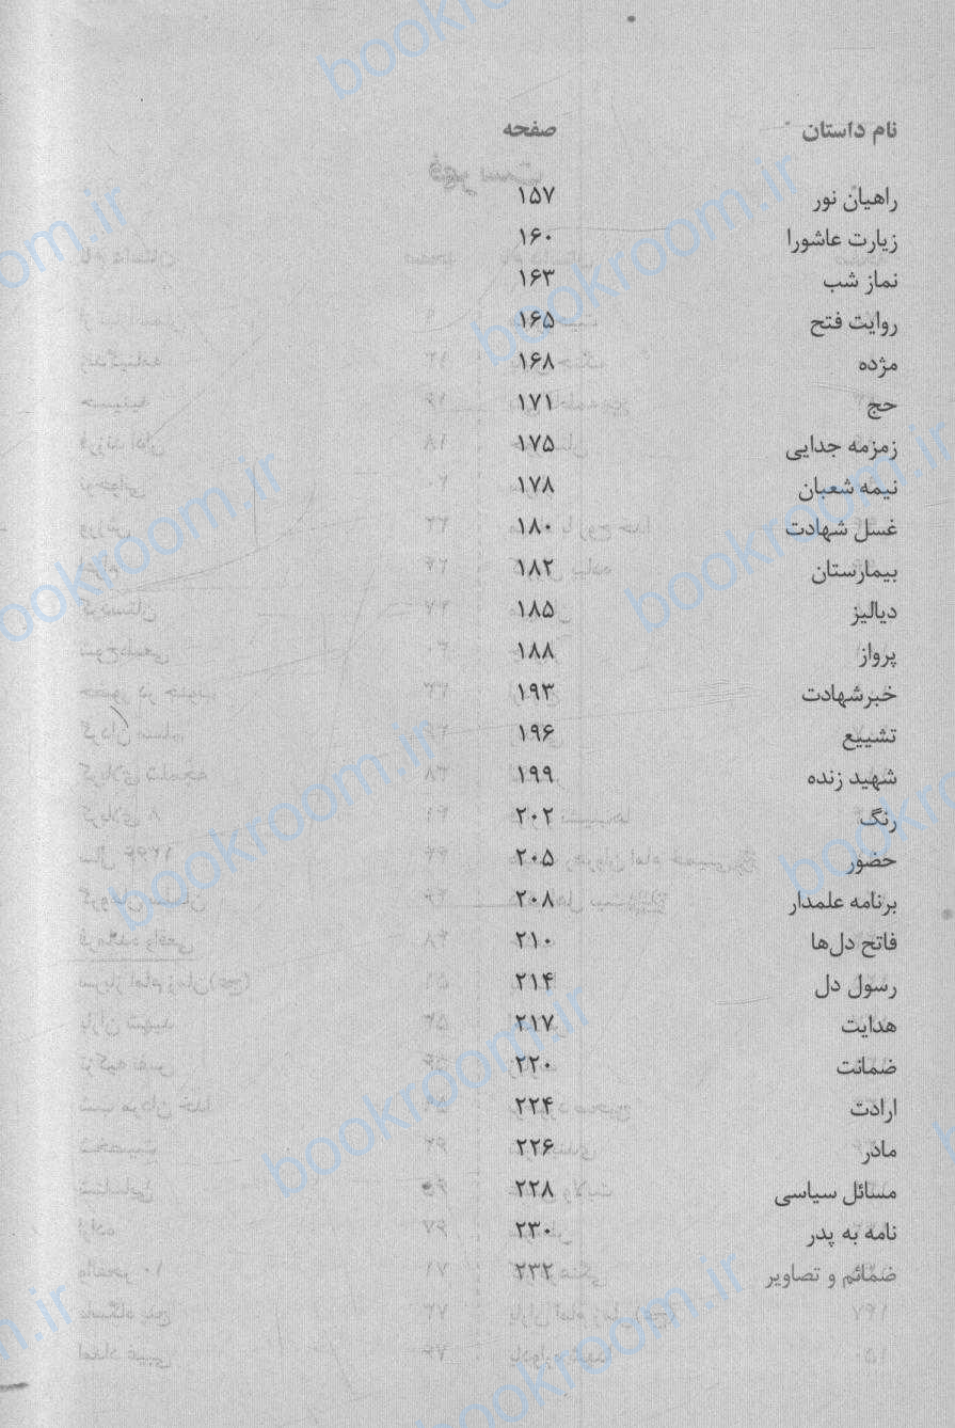 نام داستان صفحه
راهیان نور ۱۵۷
زیارت عاشورا ۱۶۰
نماز شب ۱۶۳
روایت فتح ۱۶۵
مژده ۱۶۸
حج ۱۷۱
زمزمه جدایی ۱۷۵
نیمه شعبان ۱۷۸
غسل شهادت ۱۸۰
بیمارستان ۱۸۲
دیالیز ۱۸۵
پرواز ۱۸۸
خبرشهادت ۱۹۳
تشییع ۱۹۶
شهید زنده ۱۹۹
رنگ ۲۰۲
حضور ۲۰۵
برنامه علمدار ۲۰۸
فاتح دل‌ها ۲۱۰
رسول دل ۲۱۴
هدایت ۲۱۷
ضمانت ۲۲۰
ارادت ۲۲۴
مادر ۲۲۶
مسائل سیاسی ۲۲۸
نامه به پدر ۲۳۰
ضمائم و تصاویر ۲۳۲
bookroom.ir